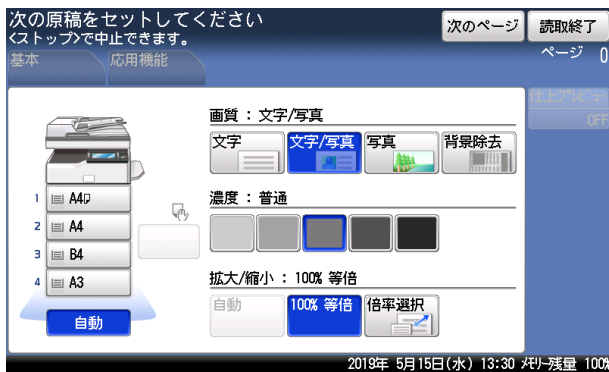 次の原稿をセットしてください
<ストップ>で中止できます。
次のページ
読取終了
ページ 0
基本
応用機能
仕上プレビュー
OFF
画質 : 文字/写真
文字
文字/写真
写真
背景除去
濃度 : 普通
1 A4
2 A4
3 B4
4 A3
自動
拡大/縮小 : 100% 等倍
自動
100% 等倍
倍率選択
2019年 5月15日(水) 13:30 メモリー残量 100%